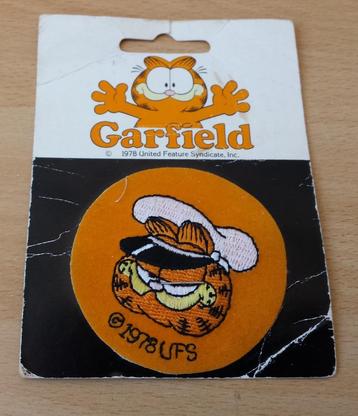 Garfield
© 1978 United Feature Syndicate, Inc.
© 1978 UFS